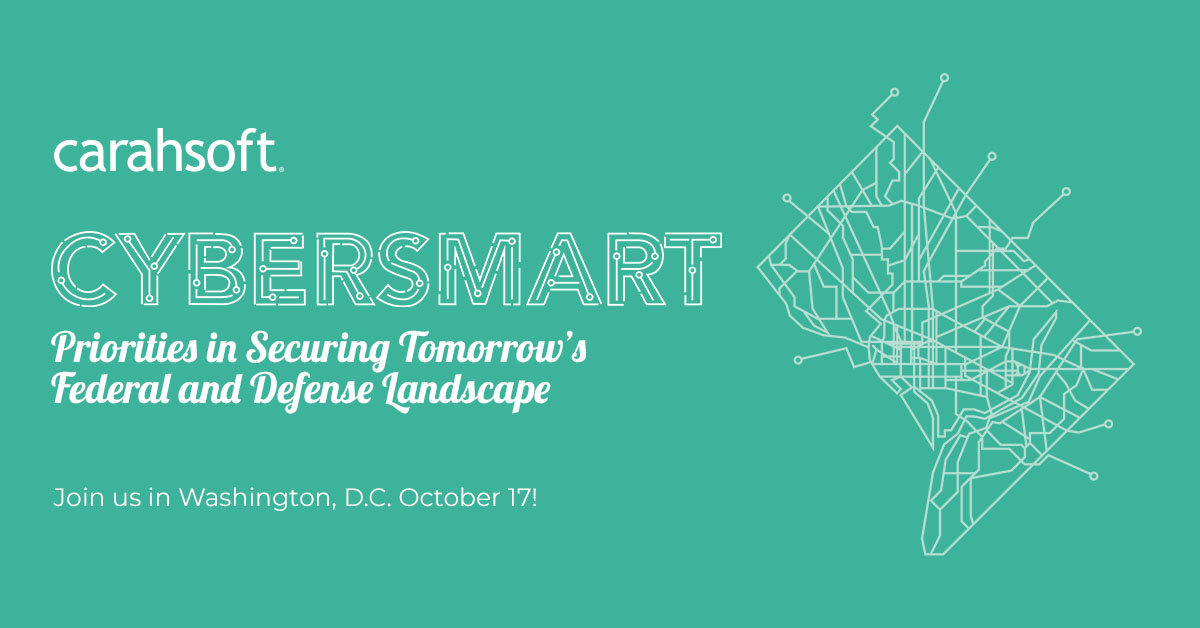 carahsoft®
CYBERSMART
Priorities in Securing Tomorrow's
Federal and Defense Landscape
Join us in Washington, D.C. October 17!